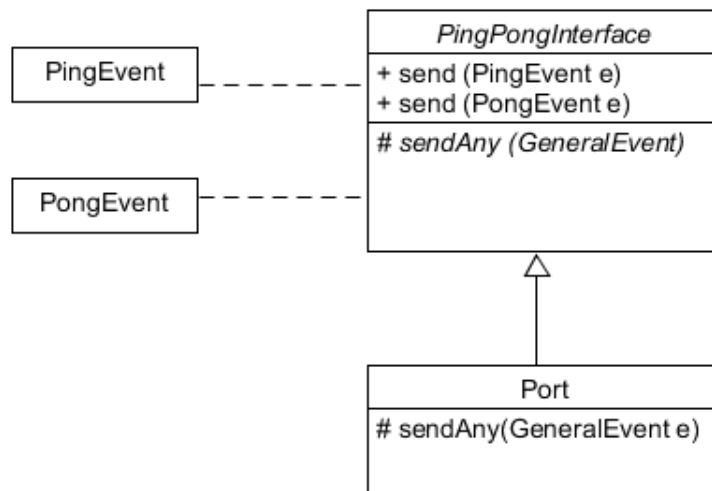 PingPongInterface
PingEvent
+ send (PingEvent e)
+ send (PongEvent e)
# sendAny (GeneralEvent)
PongEvent
Port
# sendAny(GeneralEvent e)